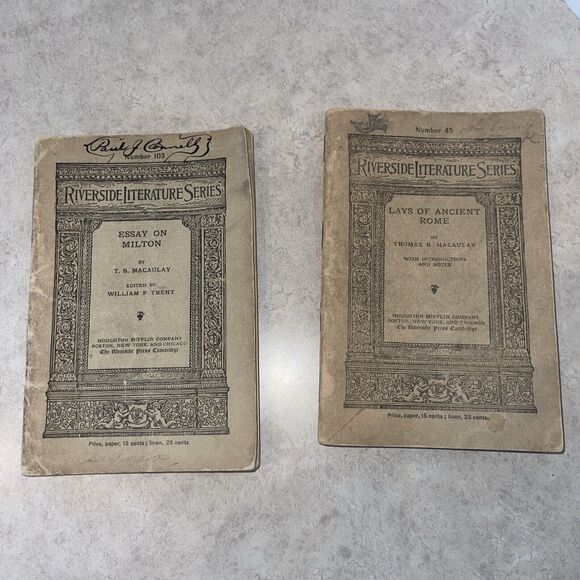 Number 103
RIVERSIDE LITERATURE SERIES
ESSAY ON
MILTON
BY
T. B. MACAULAY
EDITED BY
WILLIAM P. TRENT
HOUGHTON MIFFLIN COMPANY
BOSTON, NEW YORK, AND CHICAGO
The Riverside Press Cambridge
Price, paper, 15 cents; linen, 25 cents
Number 45
RIVERSIDE LITERATURE SERIES
LAYS OF ANCIENT
ROME
BY
THOMAS B. MACAULAY
WITH INTRODUCTIONS
AND NOTES
HOUGHTON MIFFLIN COMPANY
BOSTON, NEW YORK, AND CHICAGO
The Riverside Press Cambridge
Price, paper, 15 cents; linen, 25 cents.